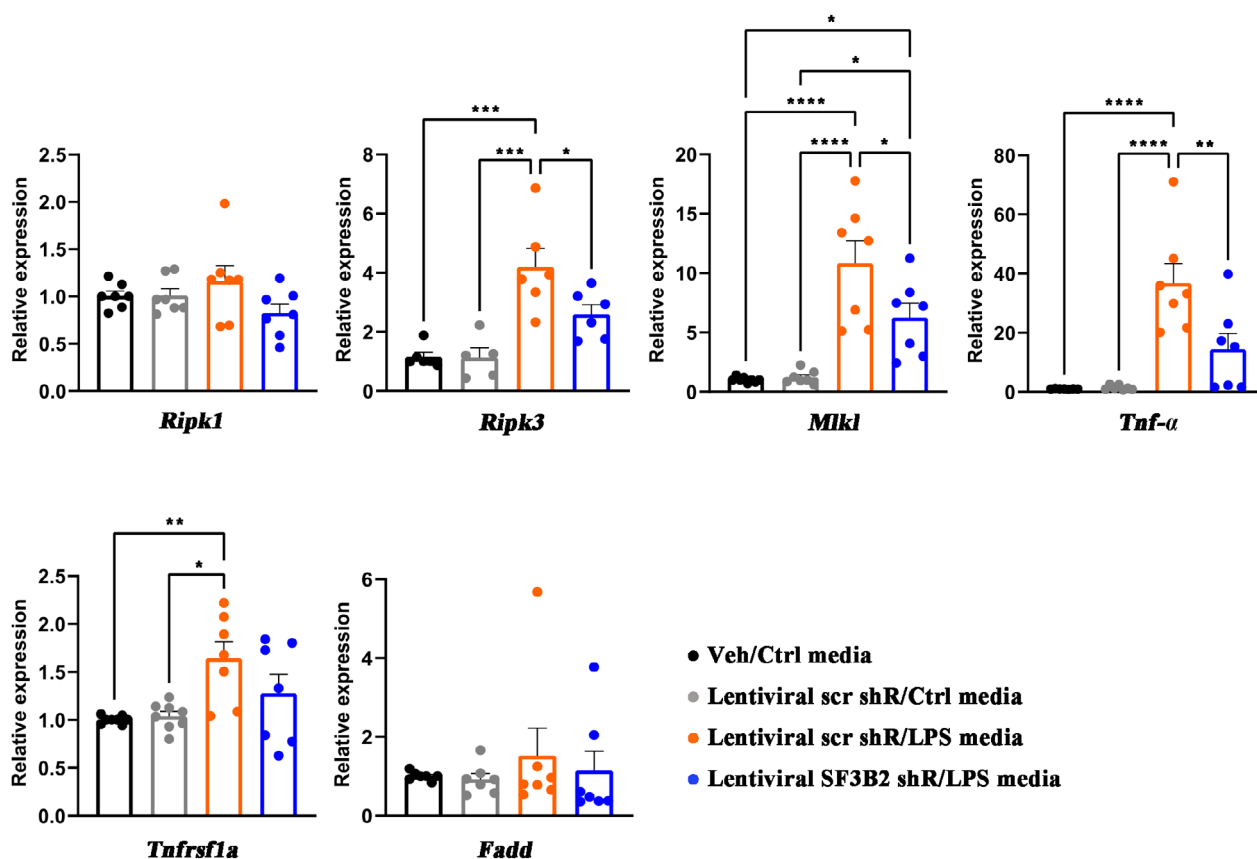 Relative expression
2.5
2.0
1.5
1.0
0.5
0.0
Ripk1
***
***
*
Relative expression
8
6
4
2
0
Ripk3
*
*
****
****
*
Relative expression
20
15
10
5
0
Mlkl
****
****
**
Relative expression
80
60
40
20
0
Tnf-α
**
*
Relative expression
2.5
2.0
1.5
1.0
0.5
0.0
Tnfrsf1a
Relative expression
6
4
2
0
Fadd
Veh/Ctrl media
Lentiviral scr shR/Ctrl media
Lentiviral scr shR/LPS media
Lentiviral SF3B2 shR/LPS media